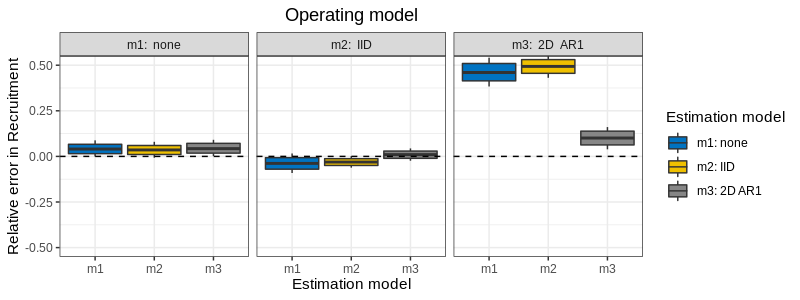 Operating model
m1: none
m2: IID
m3: 2D AR1
Relative error in Recruitment
0.50
0.25
0.00
-0.25
-0.50
m1 m2 m3
m1 m2 m3
m1 m2 m3
Estimation model
Estimation model
m1: none
m2: IID
m3: 2D AR1